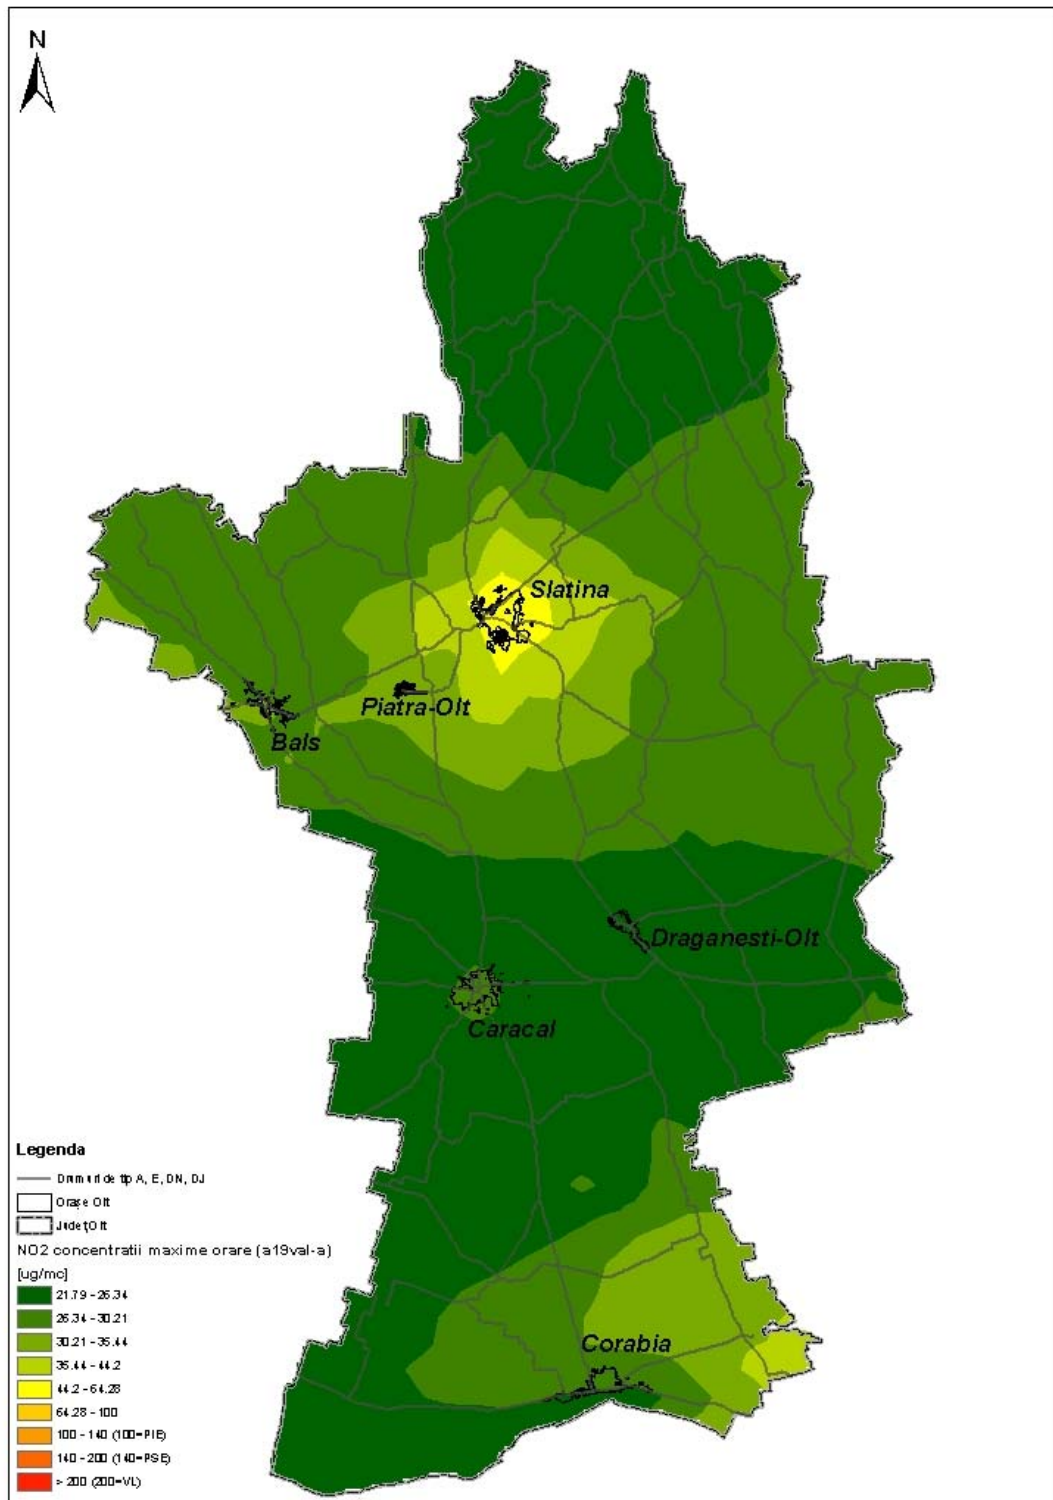 N
Slatina
Piatra-Olt
Bals
Draganesti-Olt
Caracal
Corabia
Legenda
Drumuri de tip A, E, DN, DJ
Orașe Olt
Județ Olt
NO2 concentratii maxime orare (a19val-a)
[ug/mc]
21.79 - 26.34
26.34 - 30.21
30.21 - 35.44
35.44 - 44.2
44.2 - 64.28
64.28 - 100
100 - 140 (100=PIE)
140 - 200 (140=PSE)
> 200 (200=VL)